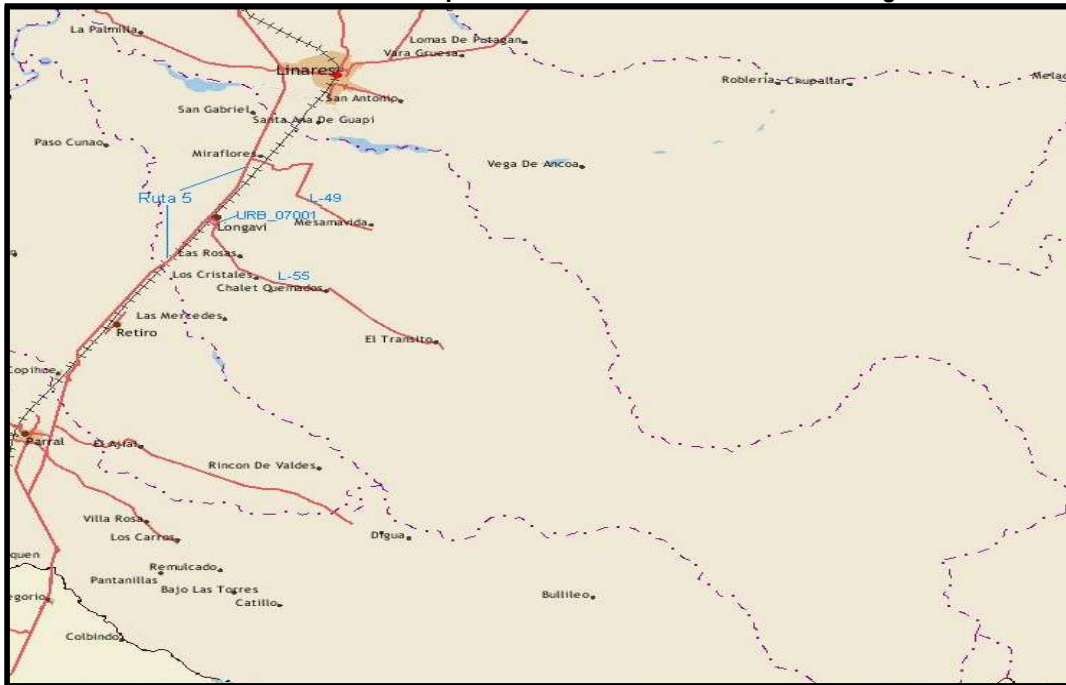 La Palmilla
Lomas De Putagan
Vara Gruesa
Linares
Robleria
Chupallar
San Antonio
San Gabriel
Santa Ana De Guapi
Paso Cunao
Miraflores
Vega De Ancoa
Ruta 5
L-49
URB_07001
Mesamavida
Longavi
Las Rosas
Los Cristales
L-55
Chalet Quemados
Las Mercedes
Retiro
El Transito
Copihue
Parral
El Ajial
Rincon De Valdes
Villa Rosa
Los Carros
Digua
quen
Remulcado
Pantanillas
Bajo Las Torres
Bullileo
egorio
Catillo
Colbindo